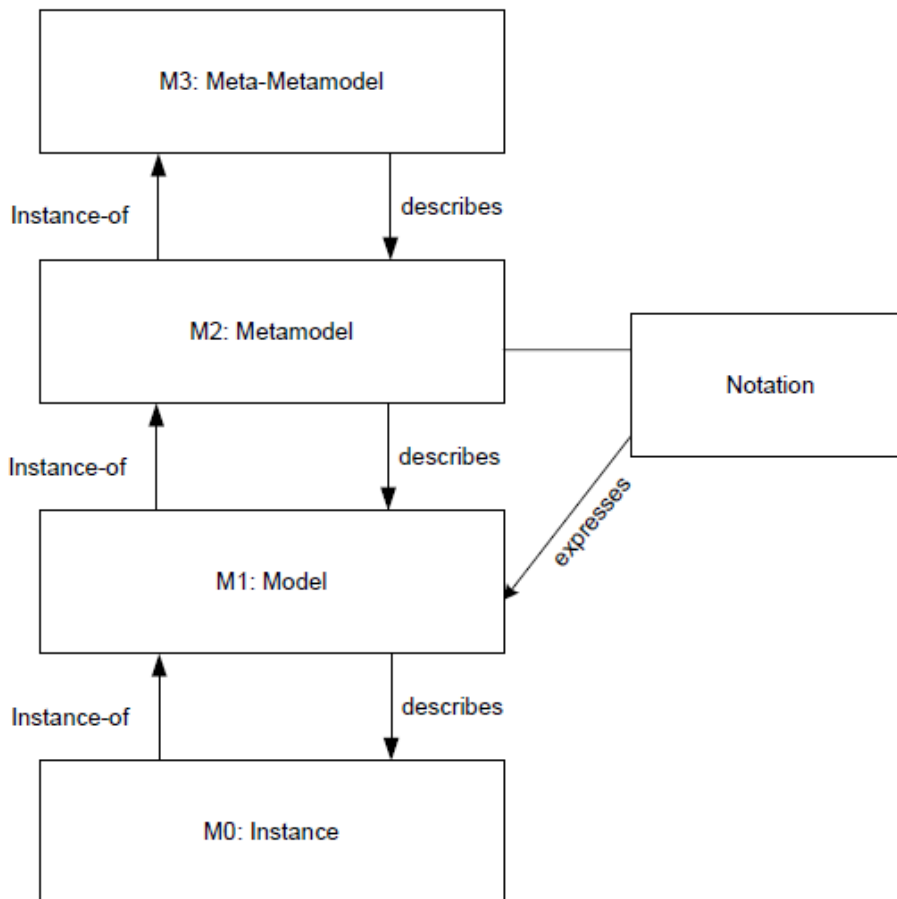 M3: Meta-Metamodel
Instance-of
describes
M2: Metamodel
Notation
Instance-of
describes
expresses
M1: Model
Instance-of
describes
M0: Instance